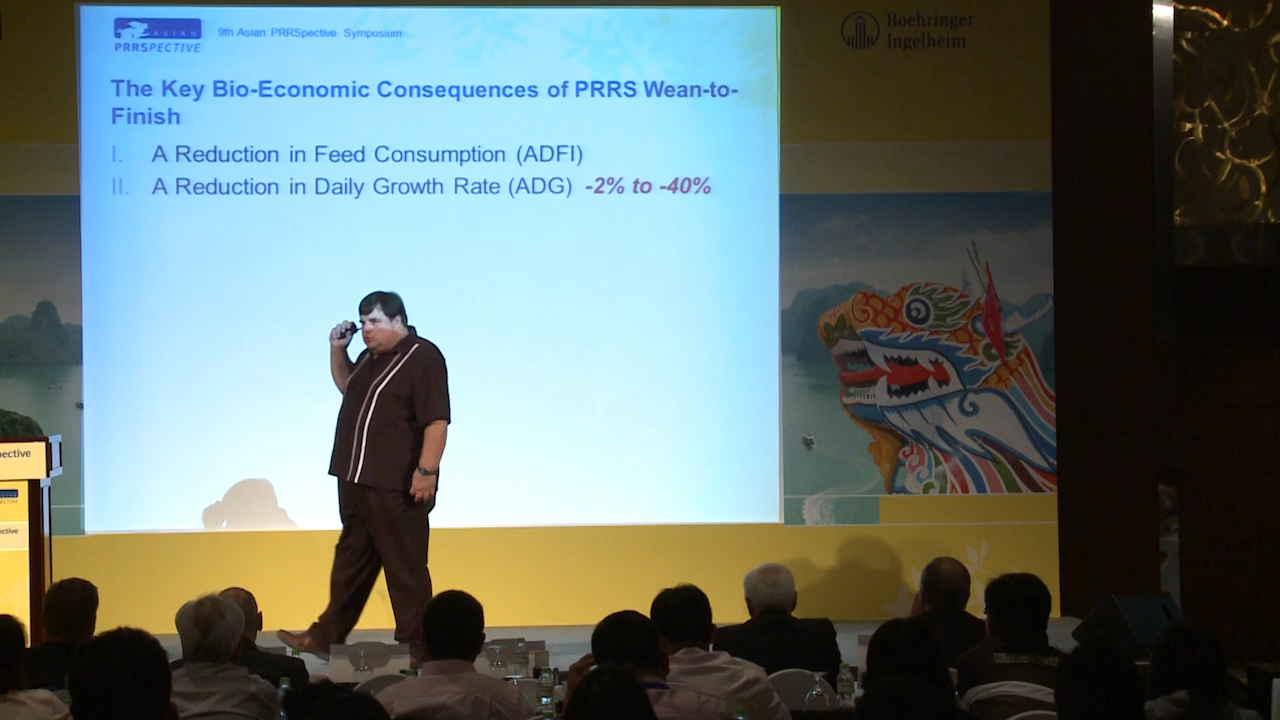 ASIAN
PRRSPECTIVE
9th Asian PRRSpective Symposium
Boehringer
Ingelheim
The Key Bio-Economic Consequences of PRRS Wean-to-
Finish
I. A Reduction in Feed Consumption (ADFI)
II. A Reduction in Daily Growth Rate (ADG) -2% to -40%
pective
ective